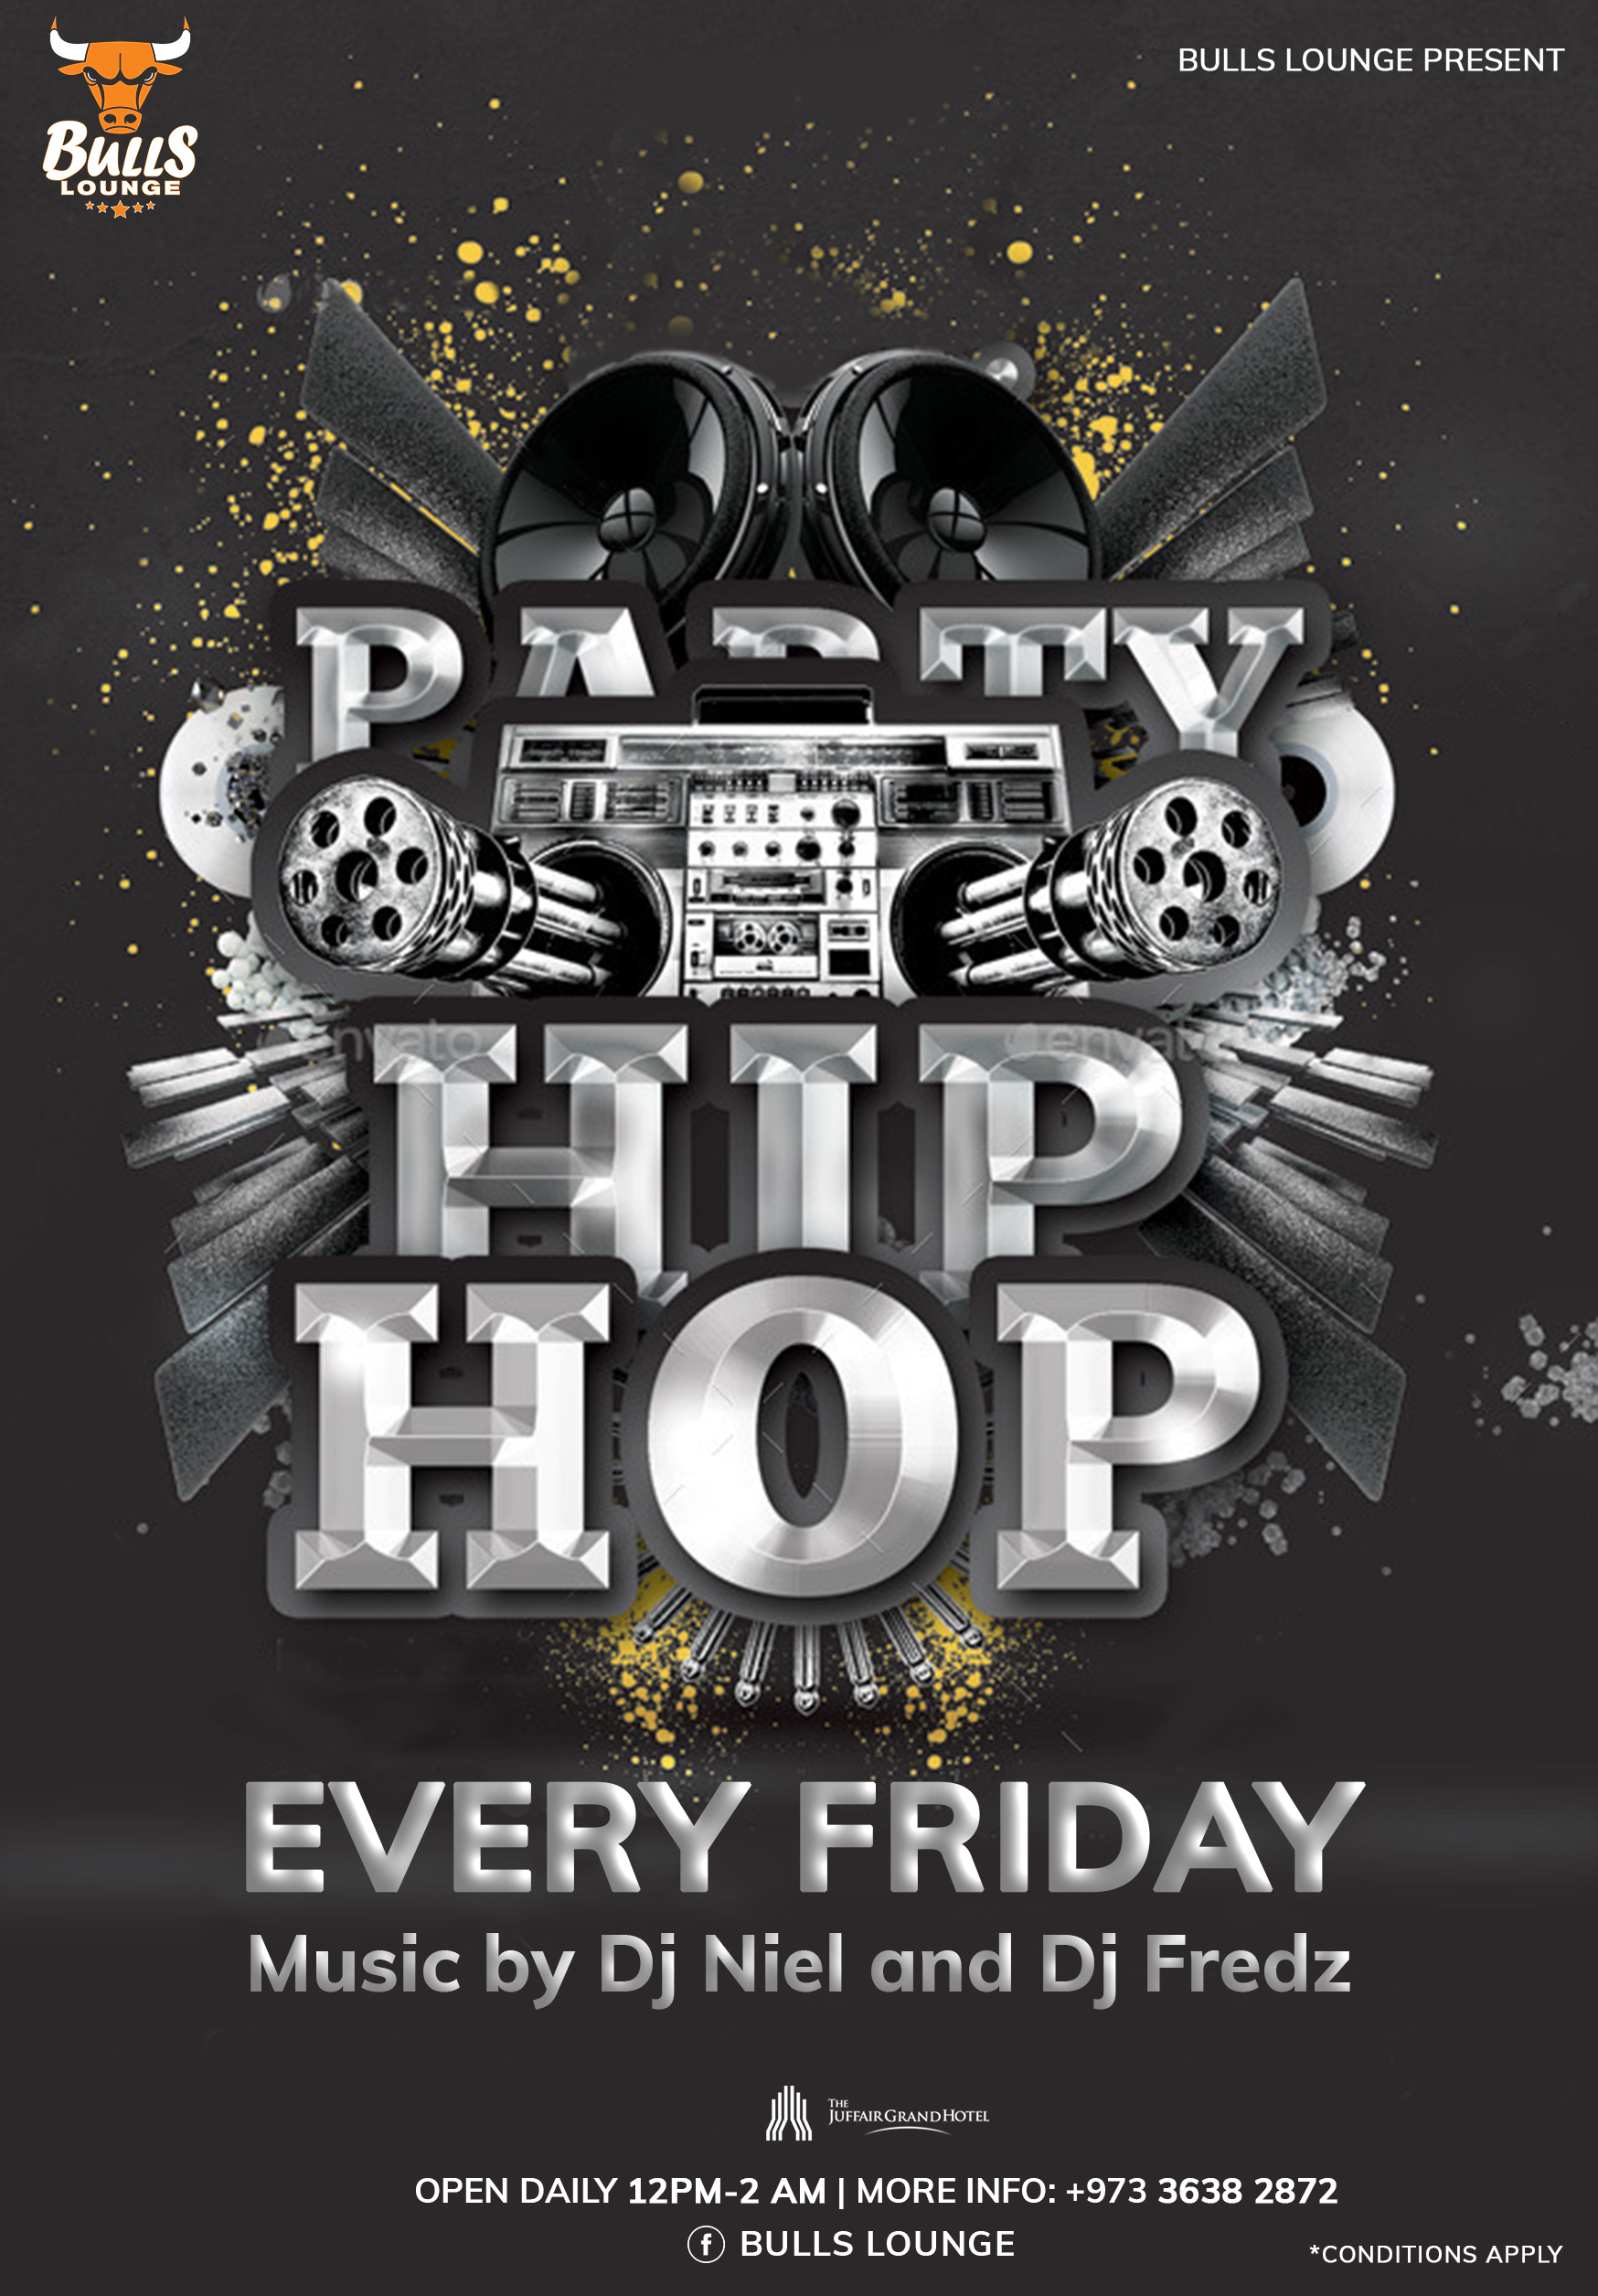 BULLS
LOUNGE
BULLS LOUNGE PRESENT
PARTY
envato
envato
HIP
HOP
EVERY FRIDAY
Music by Dj Niel and Dj Fredz
THE
JUFFAIR GRAND HOTEL
OPEN DAILY 12PM-2 AM | MORE INFO: +973 3638 2872
f BULLS LOUNGE
*CONDITIONS APPLY